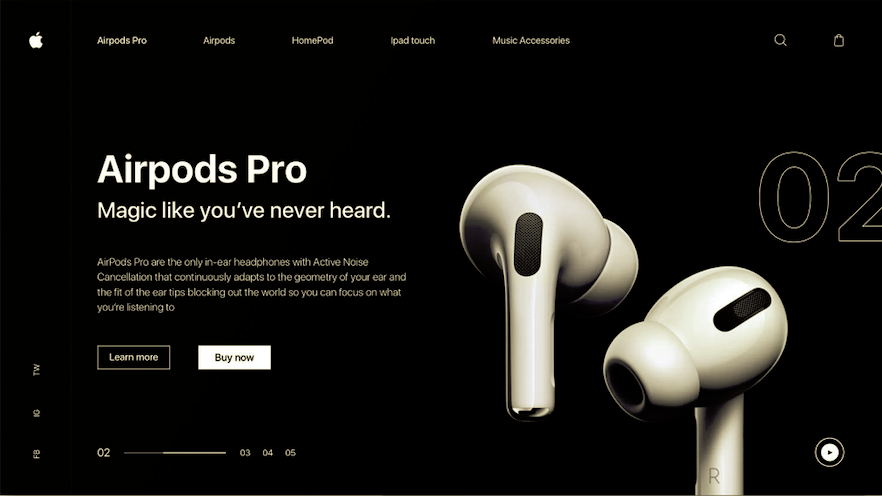 Airpods Pro
Airpods
HomePod
Ipad touch
Music Accessories
02
Airpods Pro
Magic like you've never heard.
AirPods Pro are the only in-ear headphones with Active Noise
Cancellation that continuously adapts to the geometry of your ear and
the fit of the ear tips blocking out the world so you can focus on what
you're listening to
Learn more
Buy now
TW
IG
FB
02
03
04
05
R